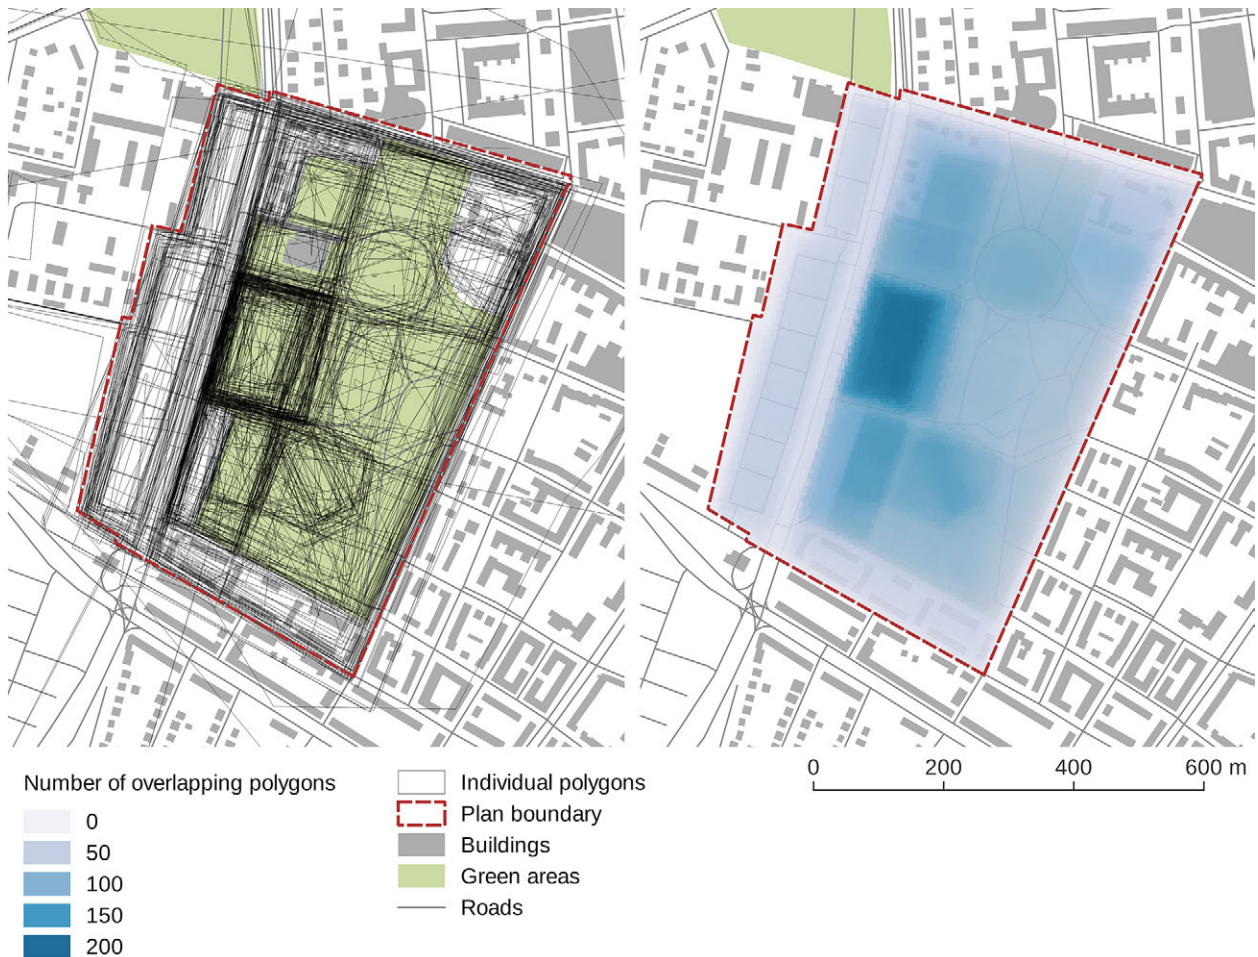 Number of overlapping polygons
0
50
100
150
200
Individual polygons
Plan boundary
Buildings
Green areas
Roads
0 200 400 600 m